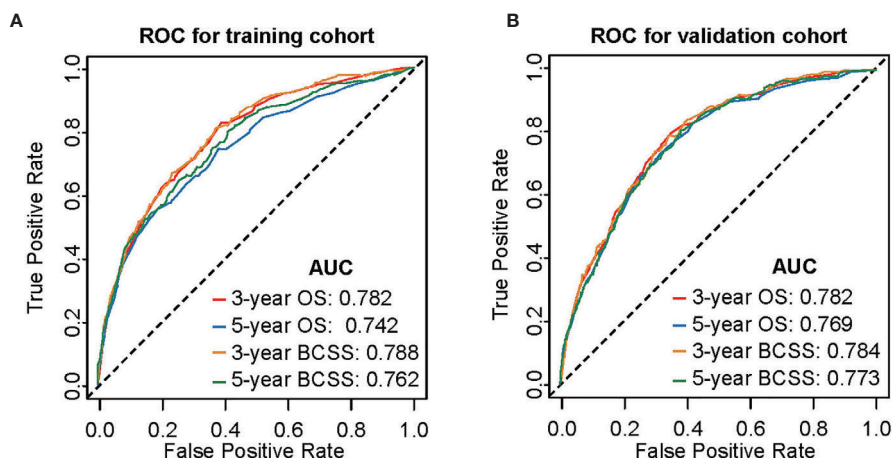 A
ROC for training cohort
True Positive Rate
1.0
0.8
0.6
0.4
0.2
0.0
AUC
3-year OS: 0.782
5-year OS: 0.742
3-year BCSS: 0.788
5-year BCSS: 0.762
0.0 0.2 0.4 0.6 0.8 1.0
False Positive Rate
B
ROC for validation cohort
True Positive Rate
1.0
0.8
0.6
0.4
0.2
0.0
AUC
3-year OS: 0.782
5-year OS: 0.769
3-year BCSS: 0.784
5-year BCSS: 0.773
0.0 0.2 0.4 0.6 0.8 1.0
False Positive Rate